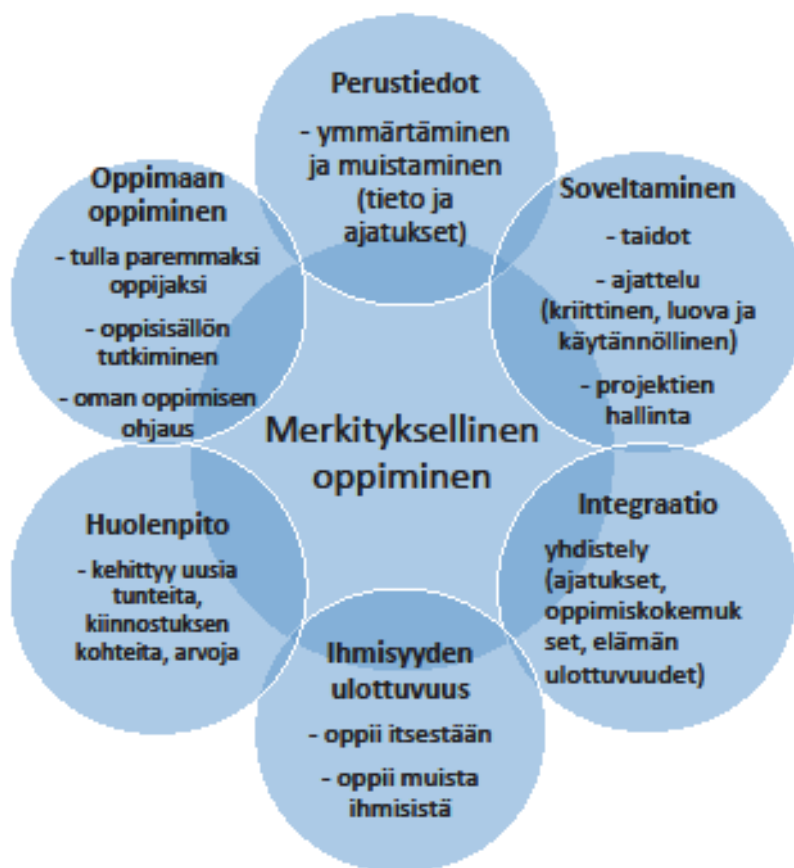 Perustiedot
- ymmärtäminen
ja muistaminen
(tieto ja
ajatukset)
Soveltaminen
- taidot
- ajattelu
(kriittinen, luova ja
käytännöllinen)
- projektien
hallinta
Integraatio
yhdistely
(ajatukset,
oppimiskokemuk
set, elämän
ulottuvuudet)
Ihmisyyden
ulottuvuus
- oppii itsestään
- oppii muista
ihmisistä
Huolenpito
- kehittyy uusia
tunteita,
kiinnostuksen
kohteita, arvoja
Oppimaan
oppiminen
- tulla paremmaksi
oppijaksi
- oppisisällön
tutkiminen
- oman oppimisen
ohjaus
Merkityksellinen
oppiminen